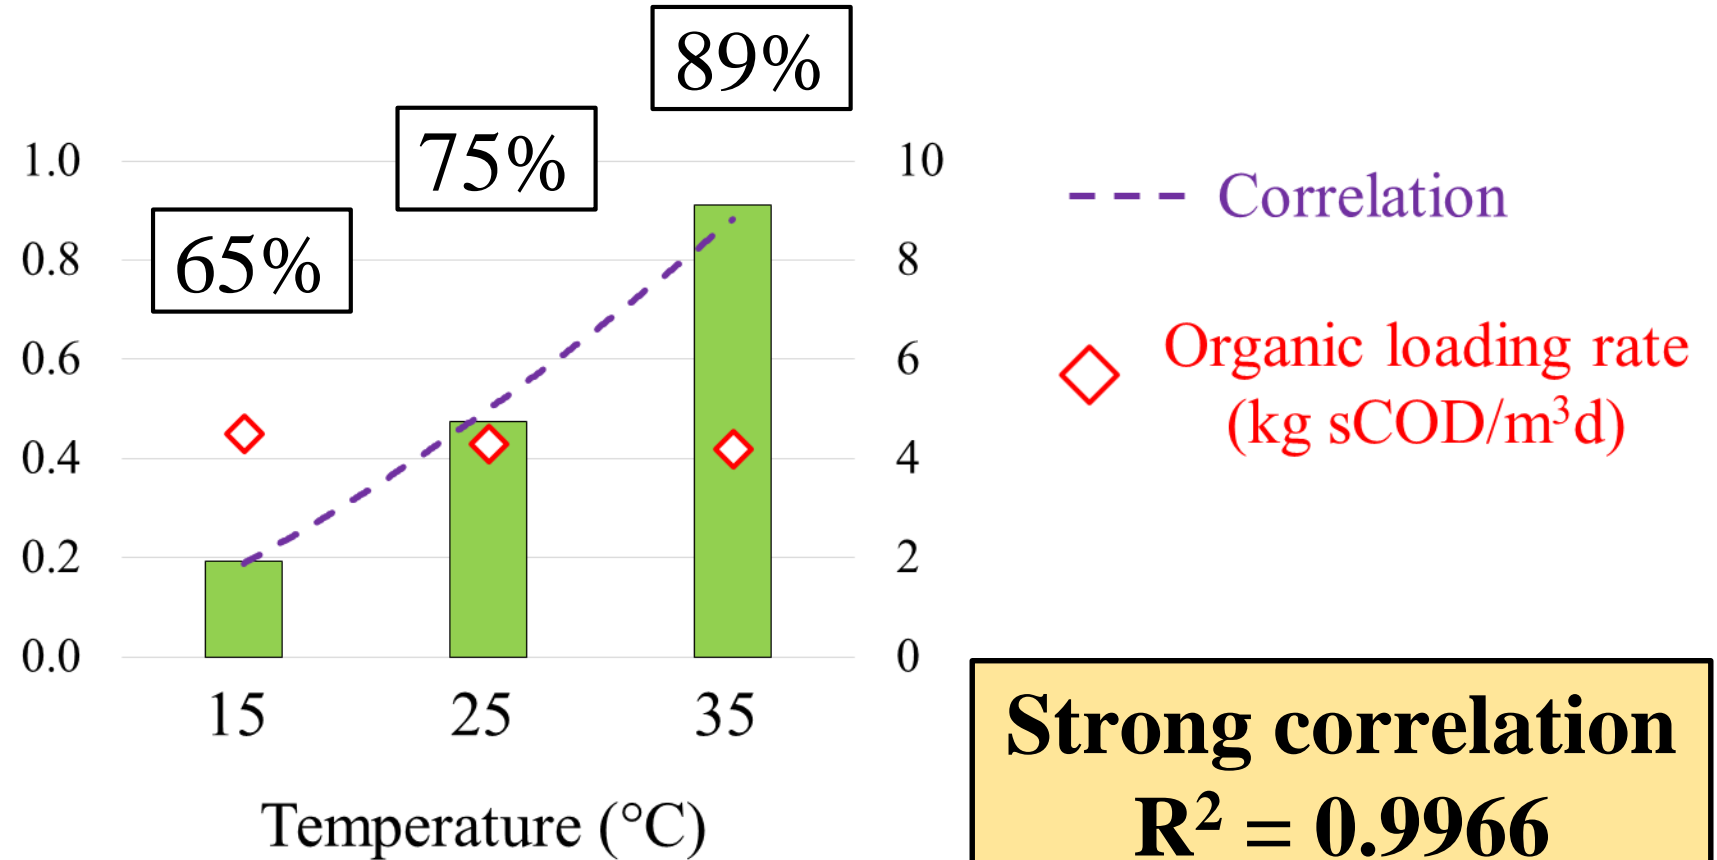 89%
75%
65%
1.0
0.8
0.6
0.4
0.2
0.0
10
8
6
4
2
0
15 25 35
Temperature (°C)
Correlation
Organic loading rate
(kg sCOD/m³d)
Strong correlation
R² = 0.9966